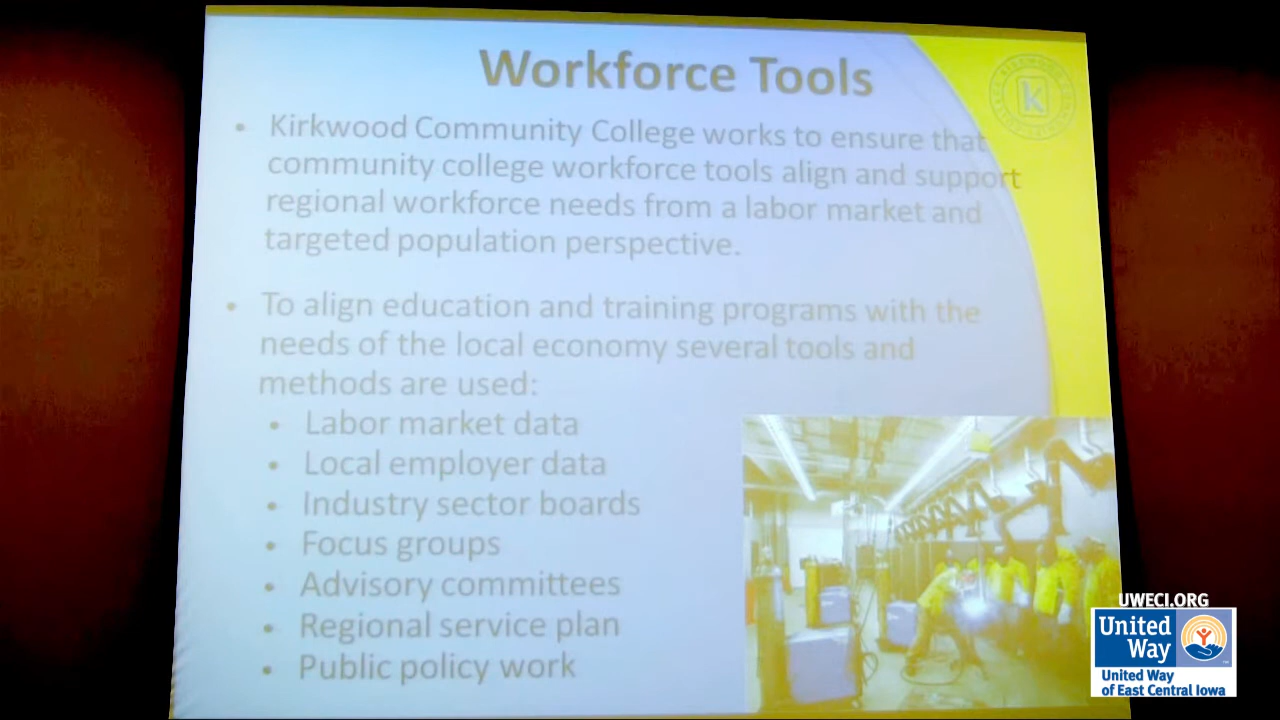 Workforce Tools
• Kirkwood Community College works to ensure that
community college workforce tools align and support
regional workforce needs from a labor market and
targeted population perspective.
• To align education and training programs with the
needs of the local economy several tools and
methods are used:
• Labor market data
• Local employer data
• Industry sector boards
• Focus groups
• Advisory committees
• Regional service plan
• Public policy work
K
UWECI.ORG
United
Way
United Way
of East Central Iowa